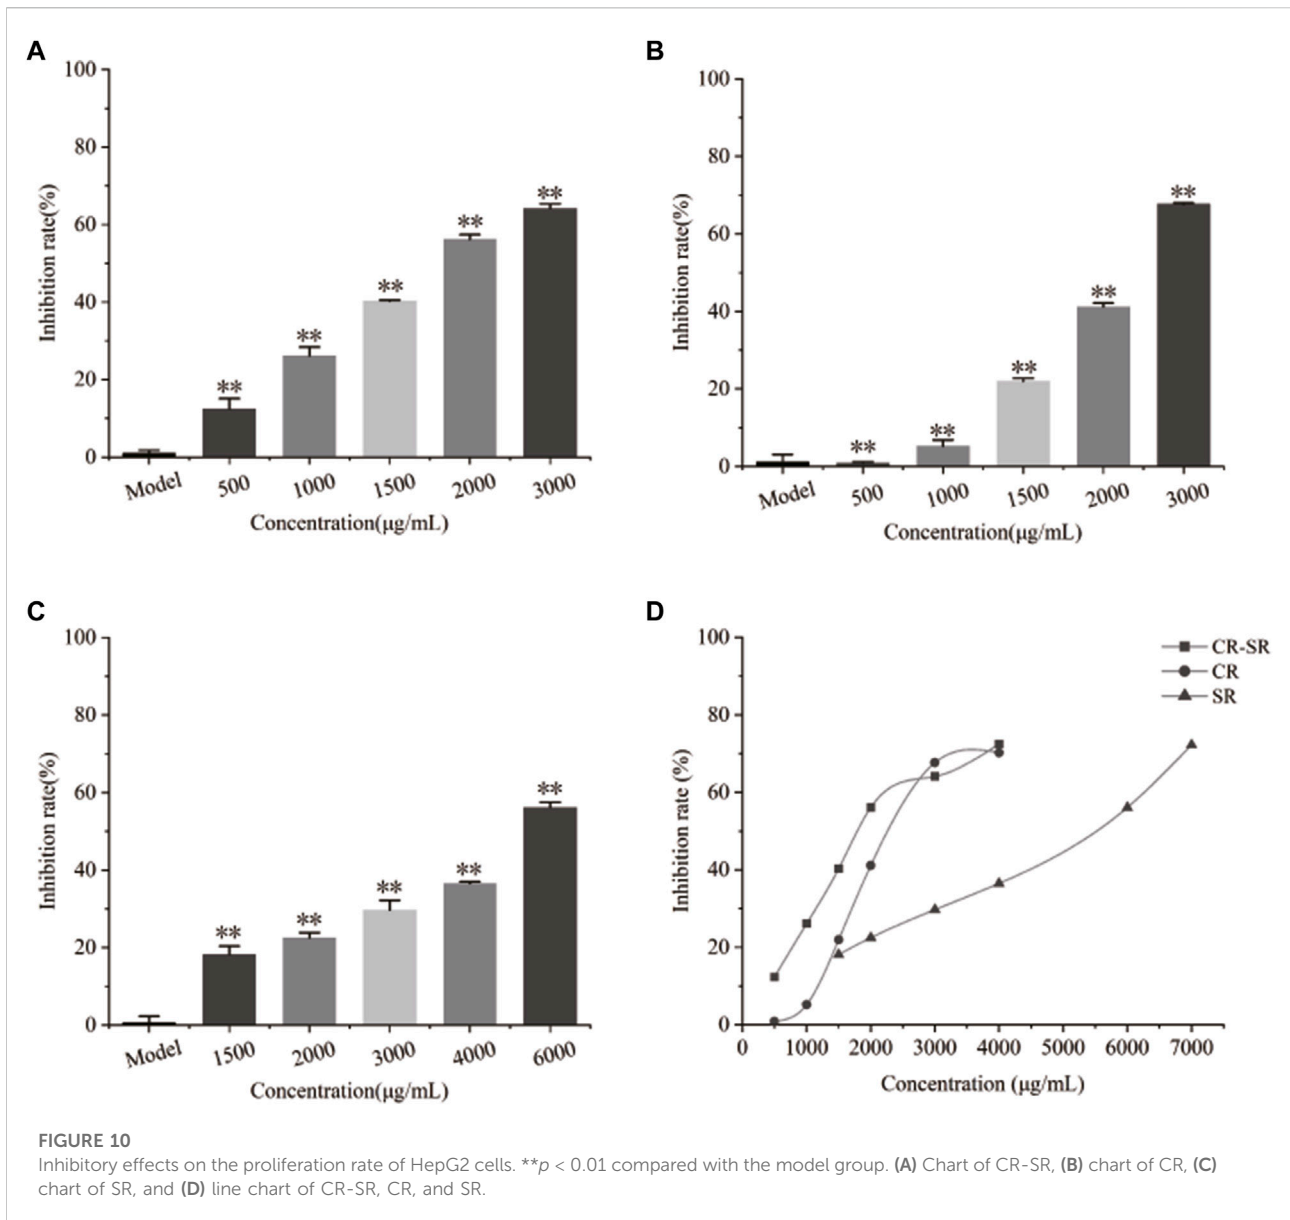 A
100
80
60
40
20
0
Inhibition rate(%)
**
**
**
**
**
Model
500
1000
1500
2000
3000
Concentration(μg/mL)
B
100
80
60
40
20
0
Inhibition rate(%)
**
**
**
**
**
Model
500
1000
1500
2000
3000
Concentration(μg/mL)
C
100
80
60
40
20
0
Inhibition rate(%)
**
**
**
**
**
Model
1500
2000
3000
4000
6000
Concentration(μg/mL)
D
100
80
60
40
20
0
Inhibition rate (%)
CR-SR
CR
SR
0 1000 2000 3000 4000 5000 6000 7000
Concentration (μg/mL)
FIGURE 10
Inhibitory effects on the proliferation rate of HepG2 cells. **p < 0.01 compared with the model group. (A) Chart of CR-SR, (B) chart of CR, (C)
chart of SR, and (D) line chart of CR-SR, CR, and SR.